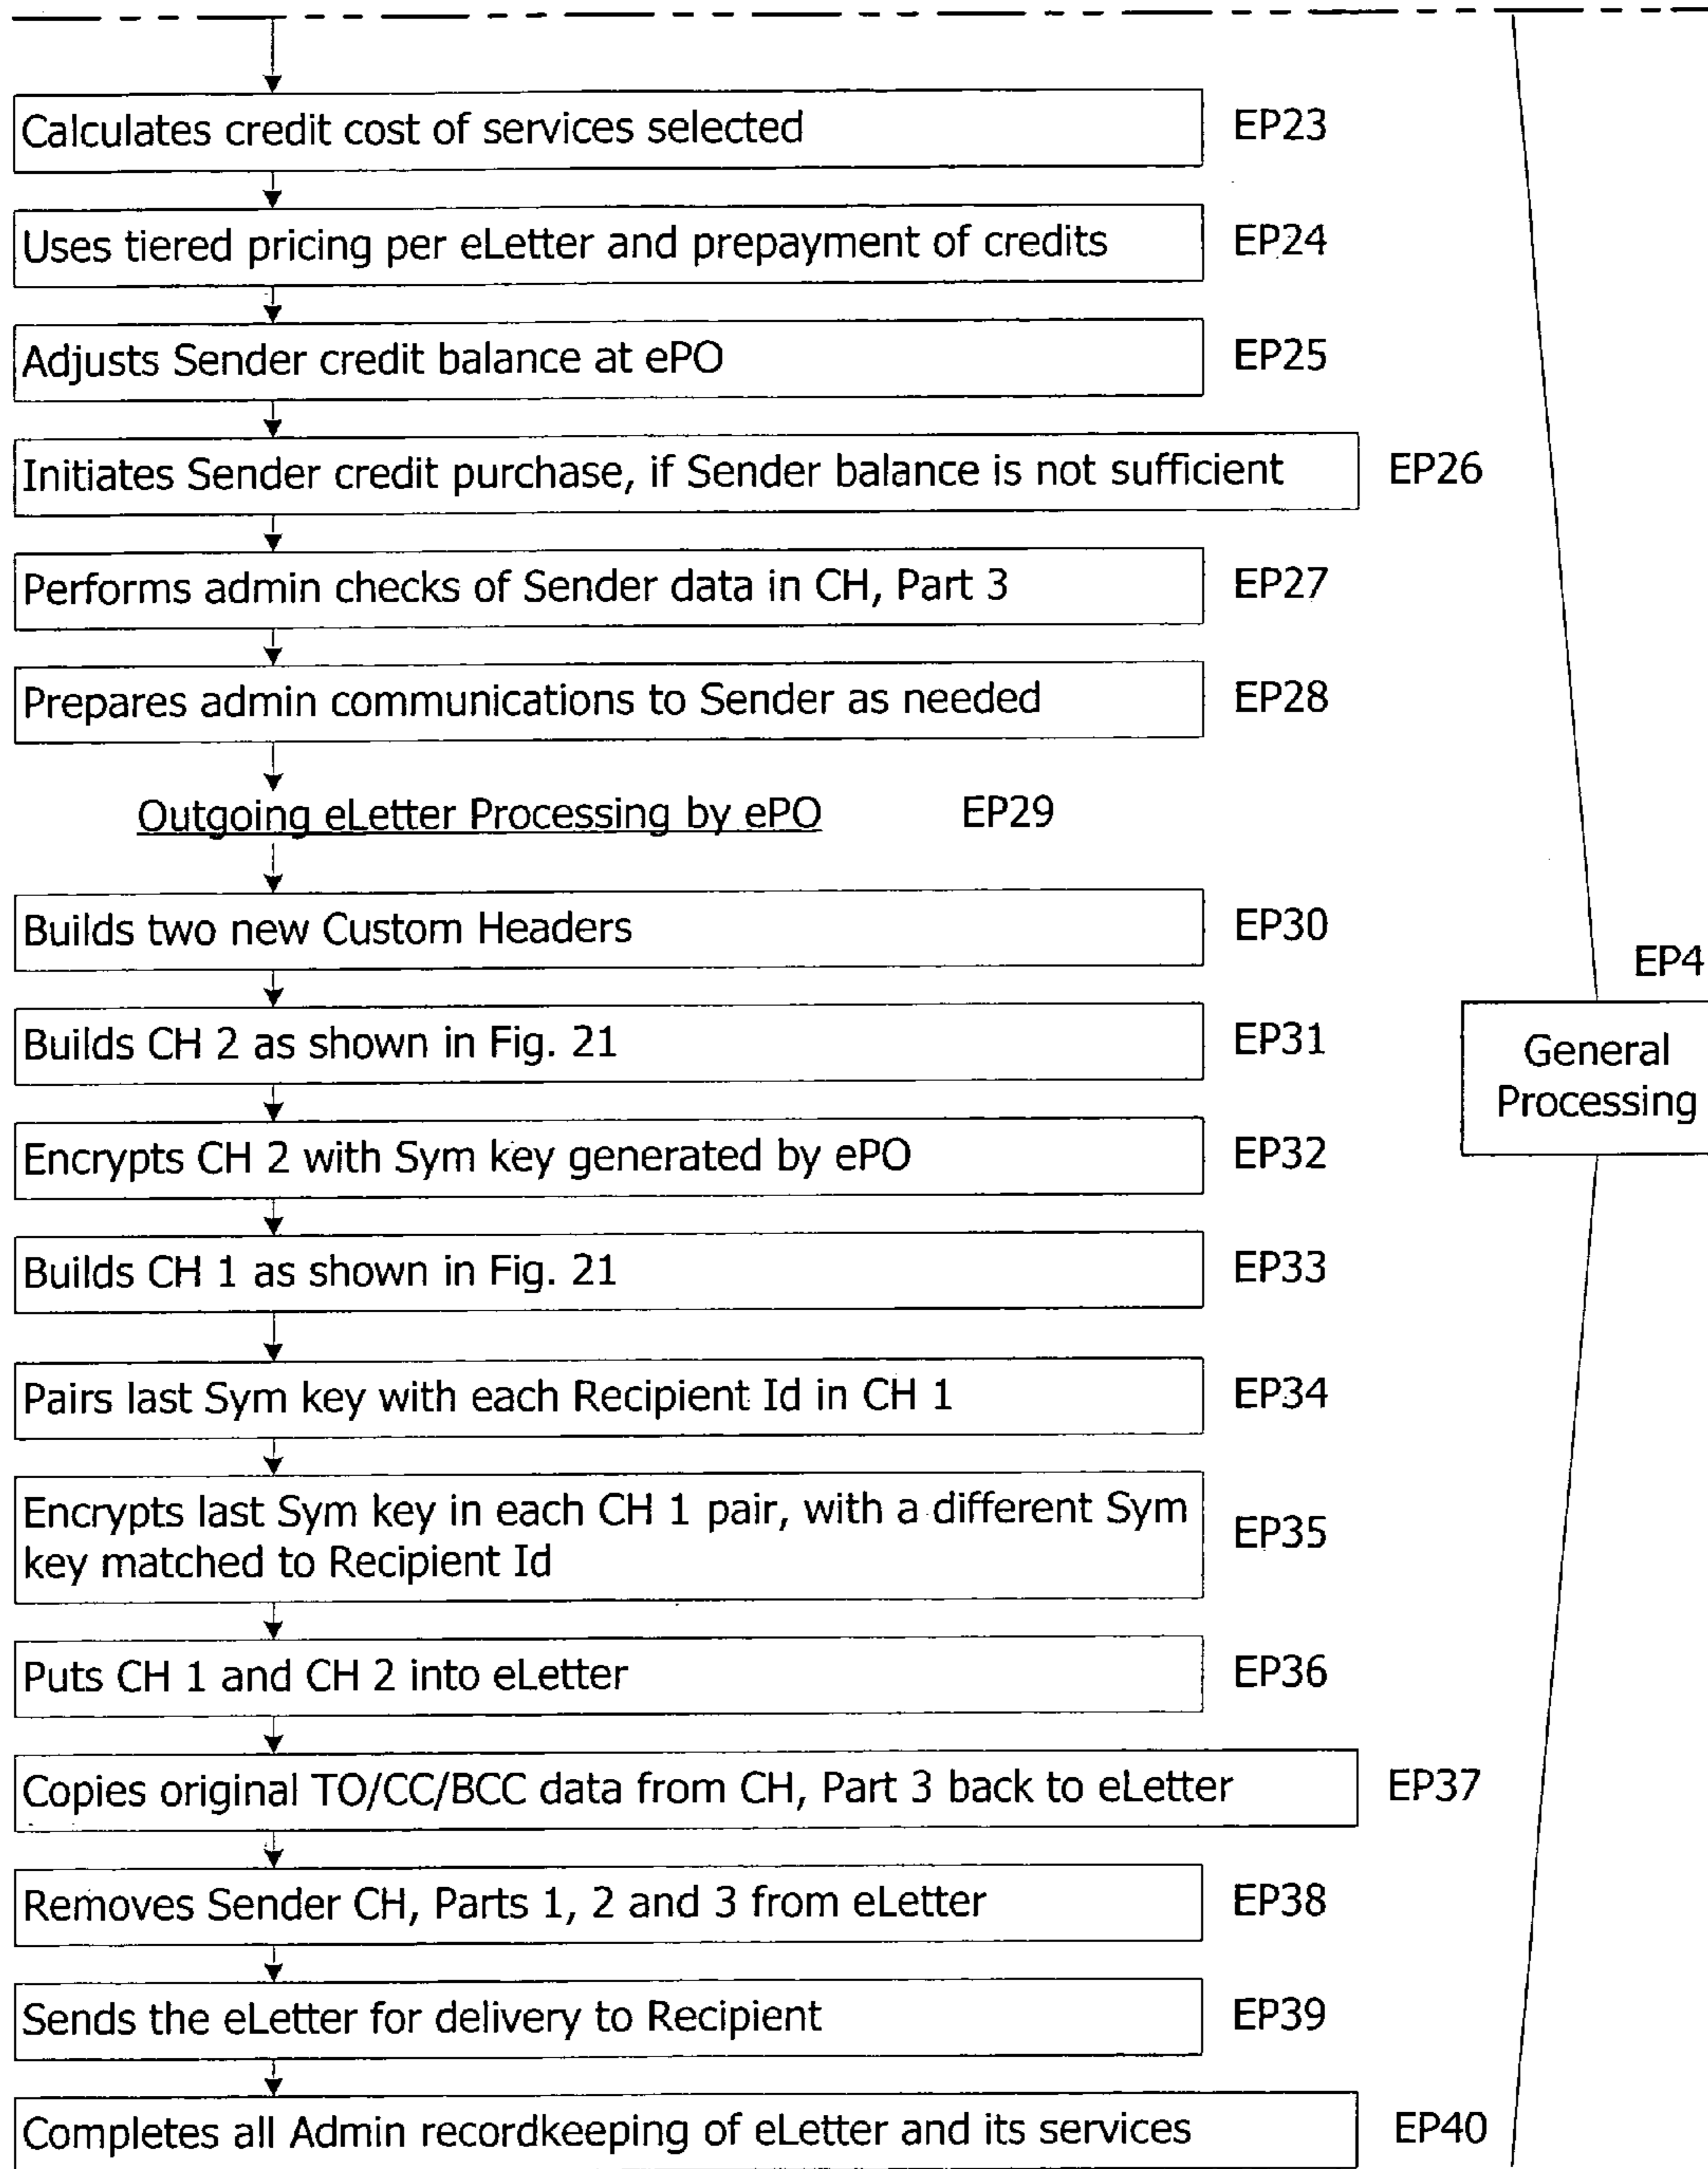 Calculates credit cost of services selected EP23
Uses tiered pricing per eLetter and prepayment of credits EP24
Adjusts Sender credit balance at ePO EP25
Initiates Sender credit purchase, if Sender balance is not sufficient EP26
Performs admin checks of Sender data in CH, Part 3 EP27
Prepares admin communications to Sender as needed EP28
Outgoing eLetter Processing by ePO EP29
Builds two new Custom Headers EP30
EP4
General
Processing
Builds CH 2 as shown in Fig. 21 EP31
Encrypts CH 2 with Sym key generated by ePO EP32
Builds CH 1 as shown in Fig. 21 EP33
Pairs last Sym key with each Recipient Id in CH 1 EP34
Encrypts last Sym key in each CH 1 pair, with a different Sym
key matched to Recipient Id EP35
Puts CH 1 and CH 2 into eLetter EP36
Copies original TO/CC/BCC data from CH, Part 3 back to eLetter EP37
Removes Sender CH, Parts 1, 2 and 3 from eLetter EP38
Sends the eLetter for delivery to Recipient EP39
Completes all Admin recordkeeping of eLetter and its services EP40